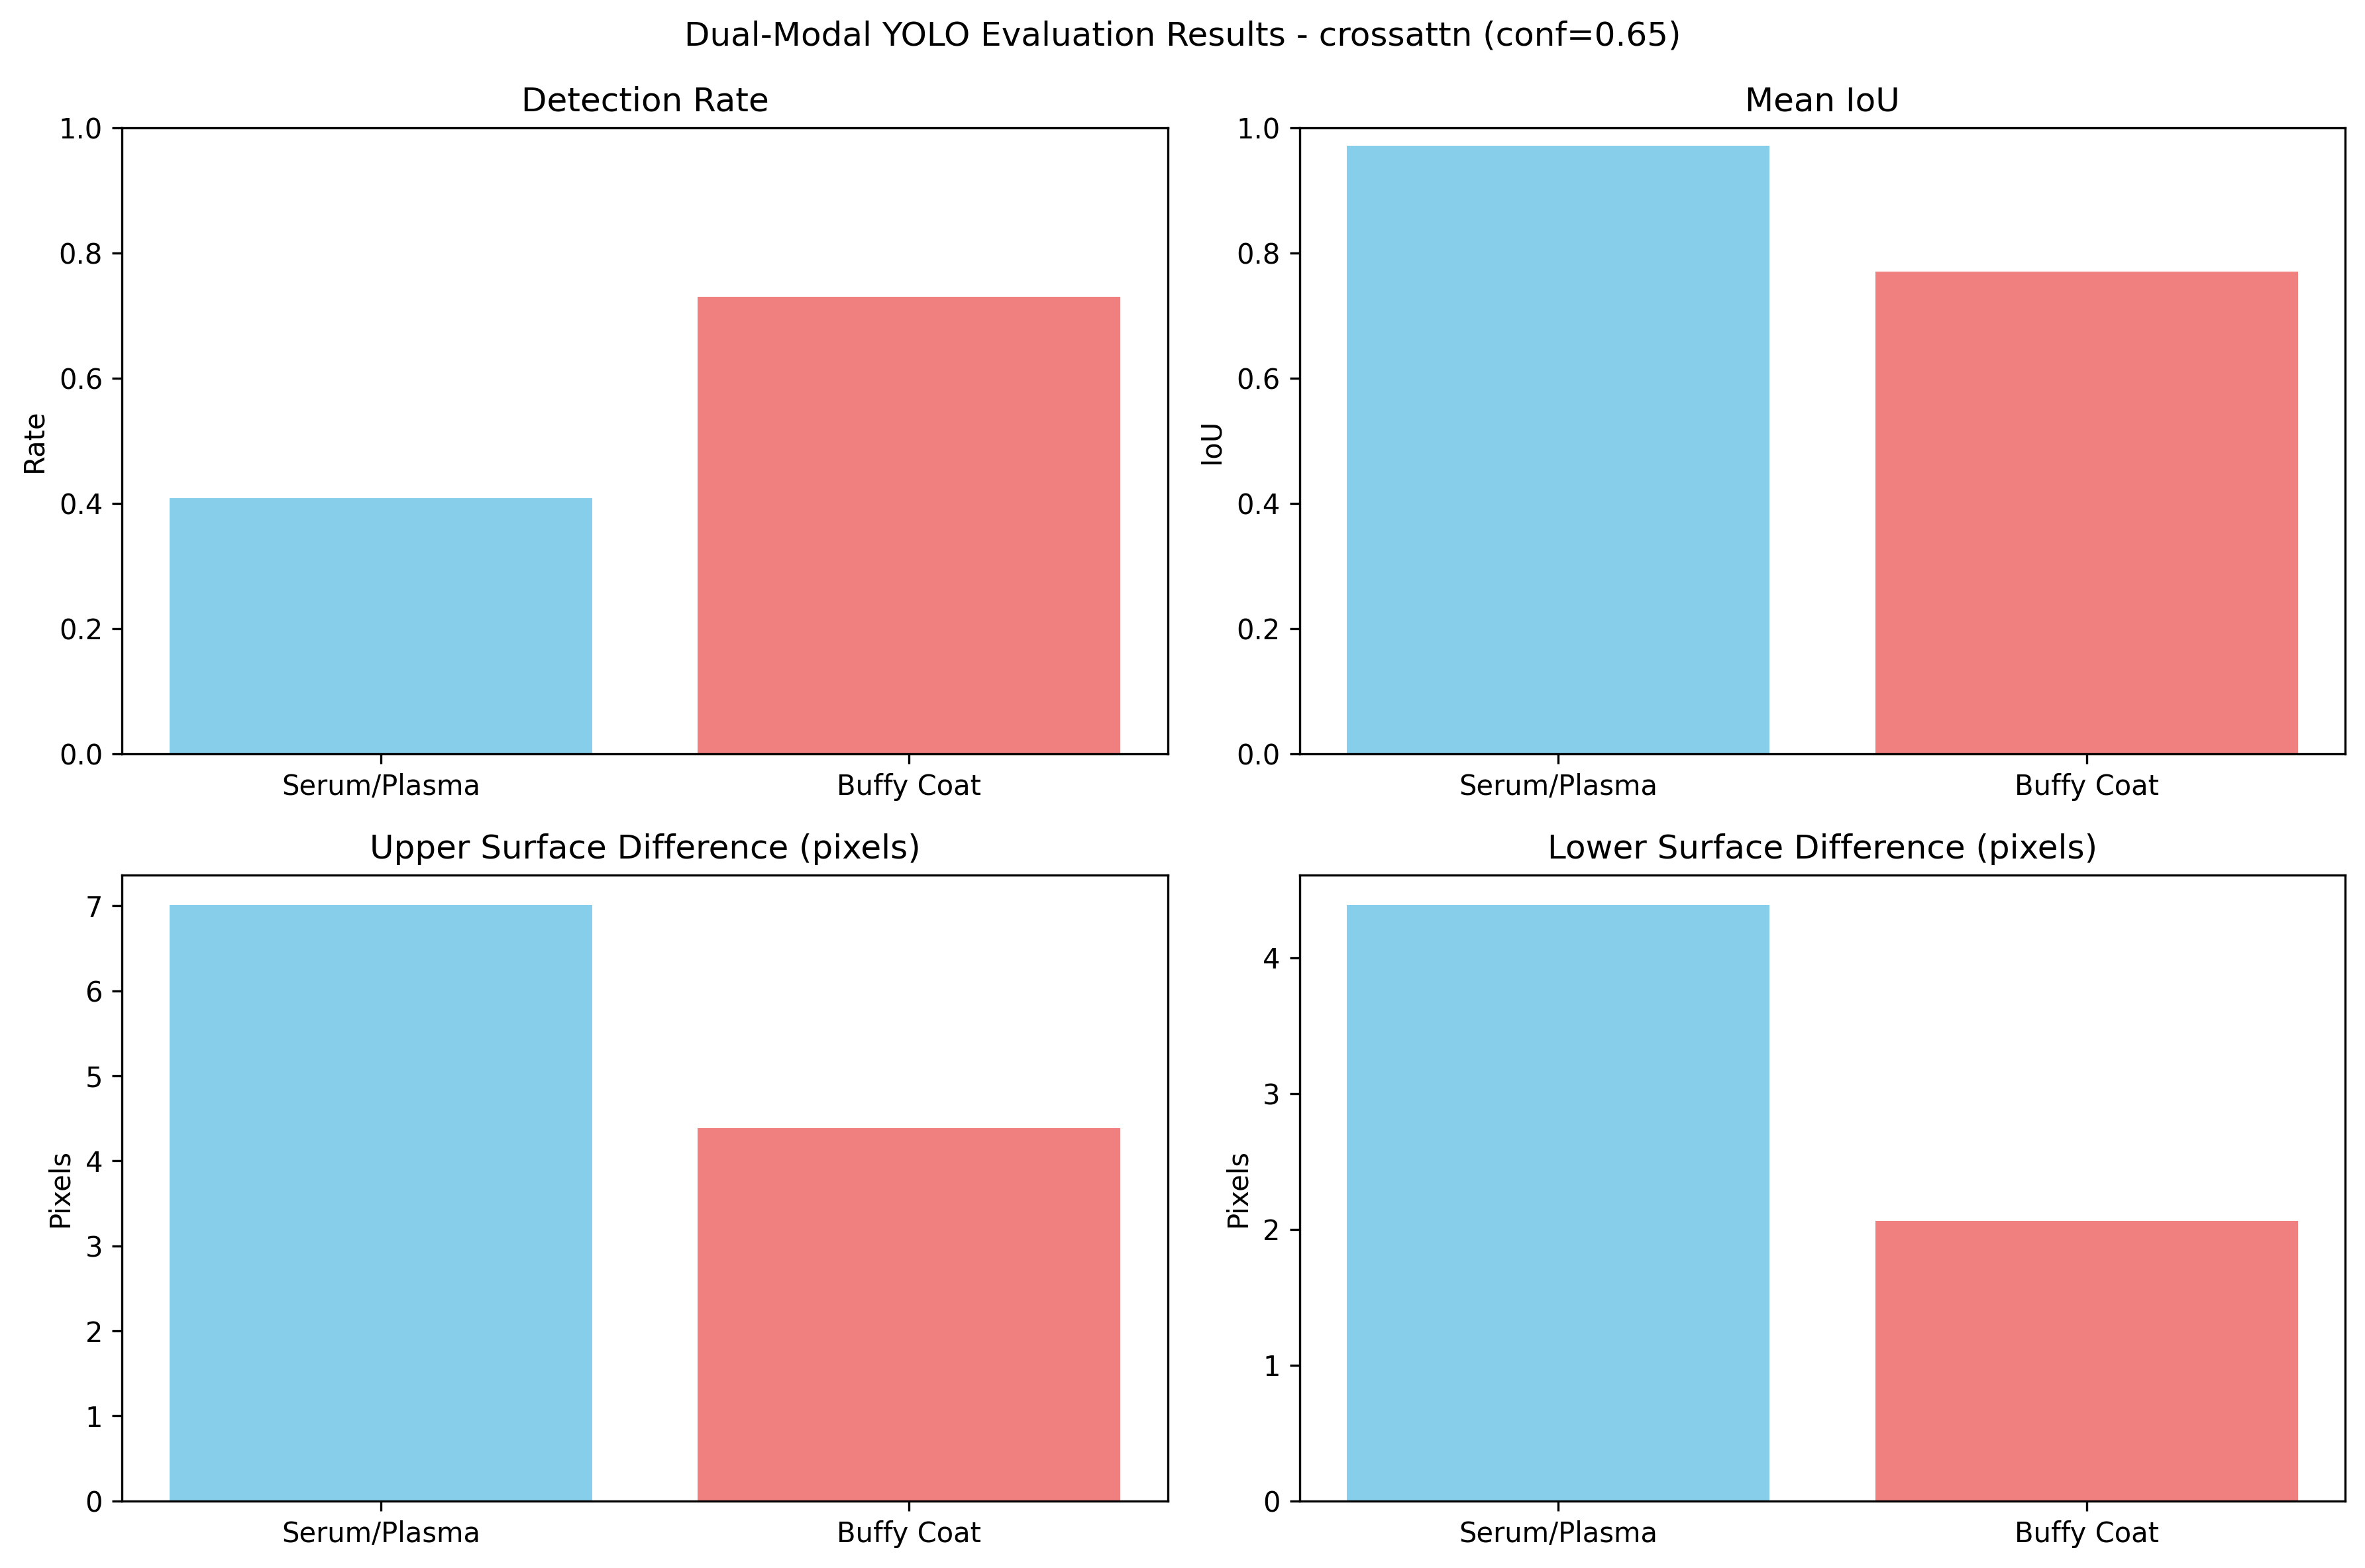 Dual-Modal YOLO Evaluation Results - crossattn (conf=0.65)
Detection Rate
Rate
1.0
0.8
0.6
0.4
0.2
0.0
Serum/Plasma
Buffy Coat
Mean IoU
IoU
1.0
0.8
0.6
0.4
0.2
0.0
Serum/Plasma
Buffy Coat
Upper Surface Difference (pixels)
Pixels
7
6
5
4
3
2
1
0
Serum/Plasma
Buffy Coat
Lower Surface Difference (pixels)
Pixels
4
3
2
1
0
Serum/Plasma
Buffy Coat